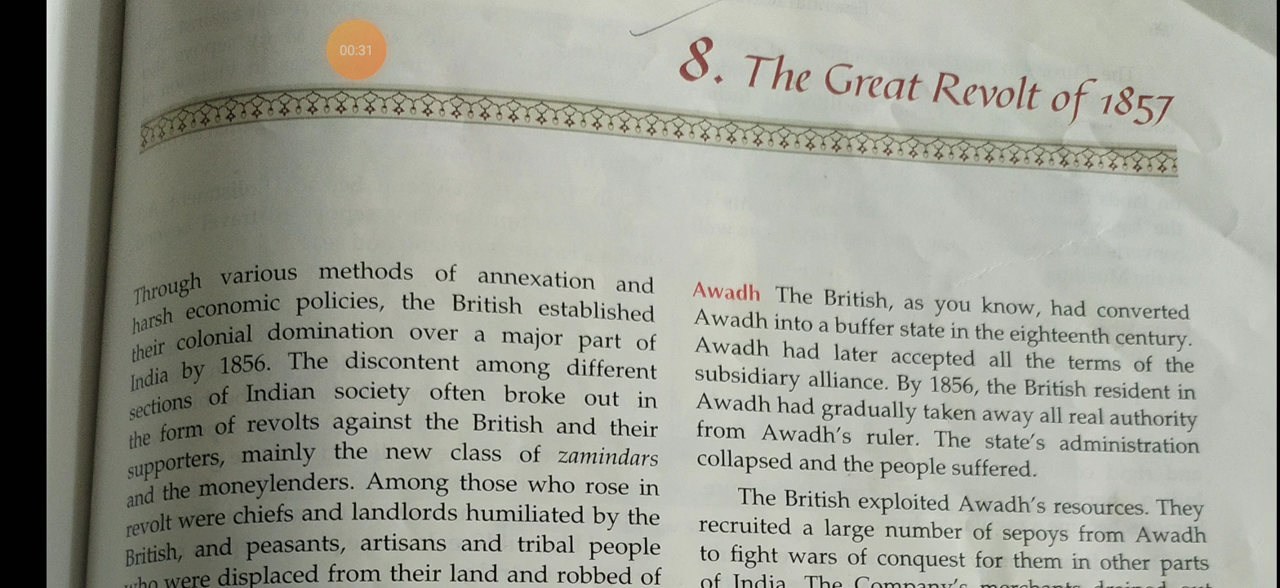 00:31
8. The Great Revolt of 1857
Through various methods of annexation and
harsh economic policies, the British established
their colonial domination over a major part of
India by 1856. The discontent among different
sections of Indian society often broke out in
the form of revolts against the British and their
supporters, mainly the new class of zamindars
and the moneylenders. Among those who rose in
revolt were chiefs and landlords humiliated by the
British, and peasants, artisans and tribal people
who were displaced from their land and robbed of
Awadh The British, as you know, had converted
Awadh into a buffer state in the eighteenth century.
Awadh had later accepted all the terms of the
subsidiary alliance. By 1856, the British resident in
Awadh had gradually taken away all real authority
from Awadh's ruler. The state's administration
collapsed and the people suffered.
The British exploited Awadh's resources. They
recruited a large number of sepoys from Awadh
to fight wars of conquest for them in other parts
of India. The Company's merchants drained